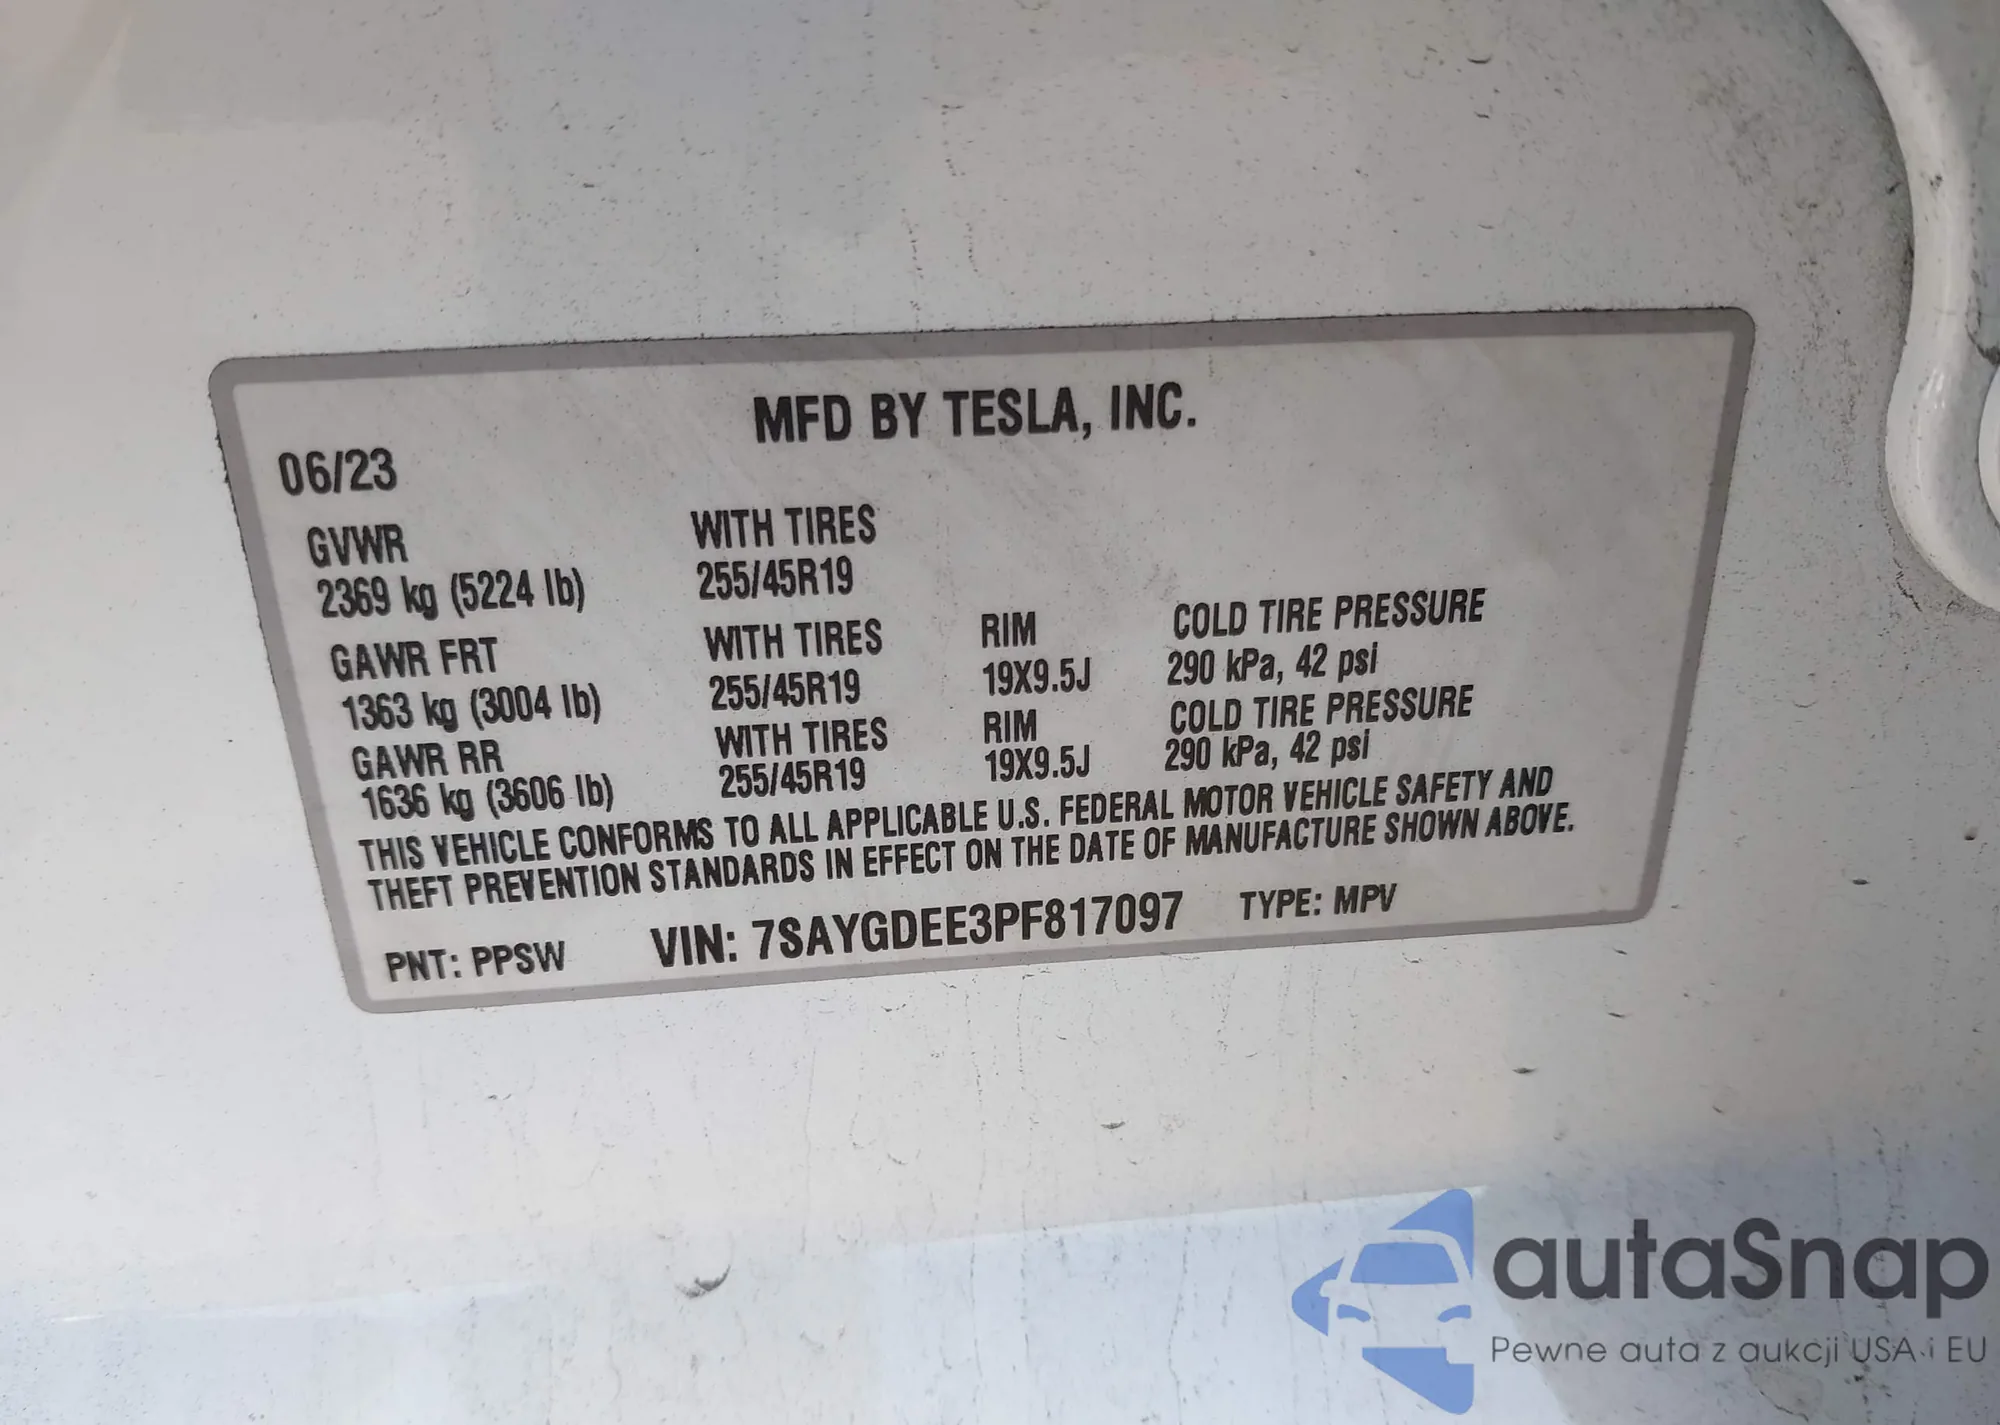 MFD BY TESLA, INC.
06/23
GVWR WITH TIRES
2369 kg (5224 lb) 255/45R19
GAWR FRT WITH TIRES RIM COLD TIRE PRESSURE
1363 kg (3004 lb) 255/45R19 19X9.5J 290 kPa, 42 psi
GAWR RR WITH TIRES RIM COLD TIRE PRESSURE
1636 kg (3606 lb) 255/45R19 19X9.5J 290 kPa, 42 psi
THIS VEHICLE CONFORMS TO ALL APPLICABLE U.S. FEDERAL MOTOR VEHICLE SAFETY AND
THEFT PREVENTION STANDARDS IN EFFECT ON THE DATE OF MANUFACTURE SHOWN ABOVE.
PNT: PPSW VIN: 7SAYGDEE3PF817097 TYPE: MPV
autaSnap
Pewne auta z aukcji USA i EU